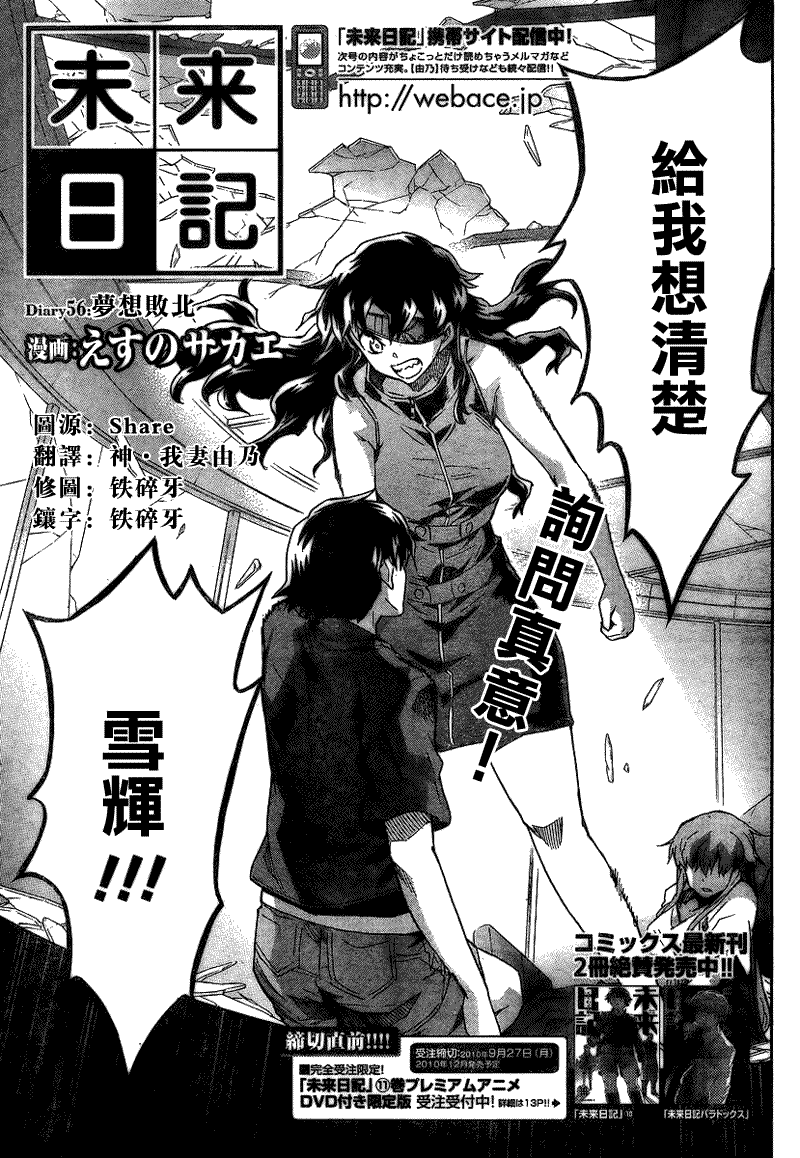 未来
日記
「未来日記」携帯サイト配信中!
次号の内容がちょこっとだけ読めちゃうメルマガなど
コンテンツ充実。【由乃】待ち受けなども続々配信!!
http://webace.jp
給我想清楚
Diary56:夢想敗北
漫画:えすのサカエ
圖源：Share
翻譯：神・我妻由乃
修圖：铁碎牙
鑲字：铁碎牙
詢問真意！
雪輝!!!
コミックス最新刊
2冊絶賛発売中!!
未来
日記
「未来日記」⑩
「未来日記パラドックス」
締切直前!!!!
受注締切:2010年9月27日(月)
2010年12月発売予定
完全受注限定!
「未来日記」⑪巻プレミアムアニメ
DVD付き限定版 受注受付中! 詳細は13P!!